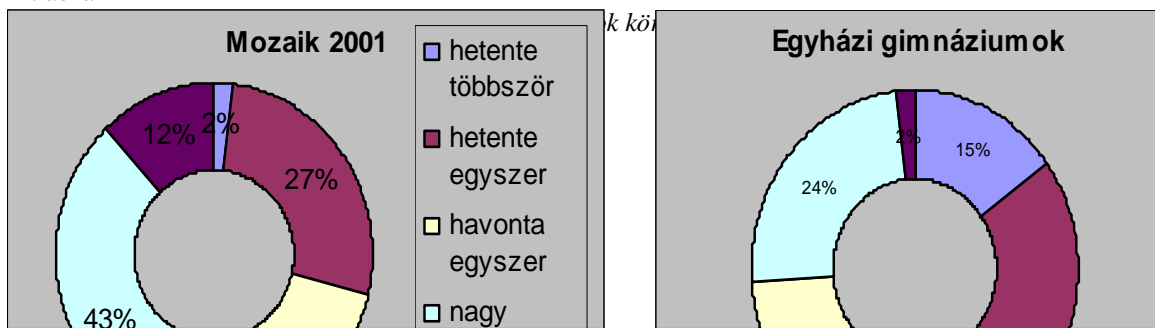 k kör
Mozaik 2001
hetente
többször
hetente
egyszer
havonta
egyszer
nagy
12%
2%
27%
43%
Egyházi gimnáziumok
2%
15%
24%